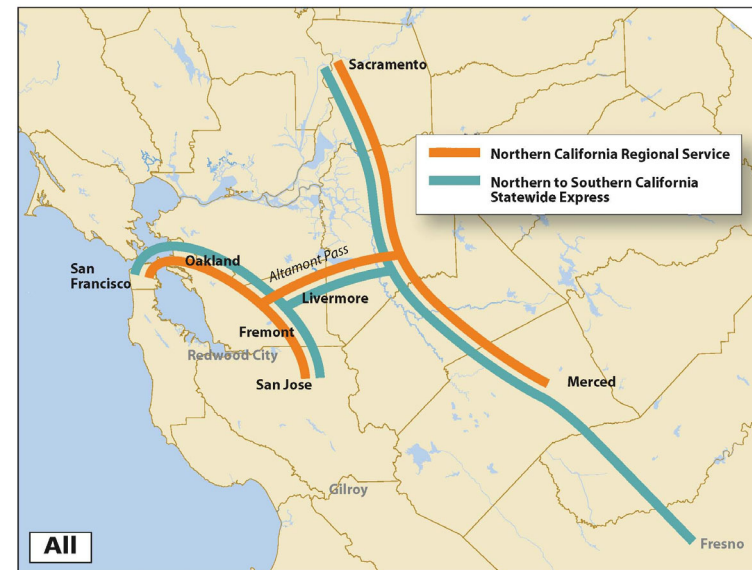 Sacramento
Northern California Regional Service
Northern to Southern California
Statewide Express
Altamont Pass
Oakland
San
Francisco
Livermore
Fremont
Redwood City
San Jose
Merced
Gilroy
All
Fresno